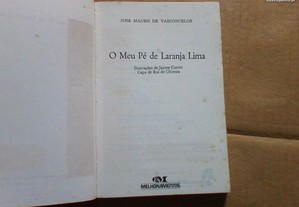 JOSÉ MAURO DE VASCONCELOS
O Meu Pé de Laranja Lima
Ilustrações de Jayme Cortez
Capa de Rui de Oliveira
MELHORAMENTOS